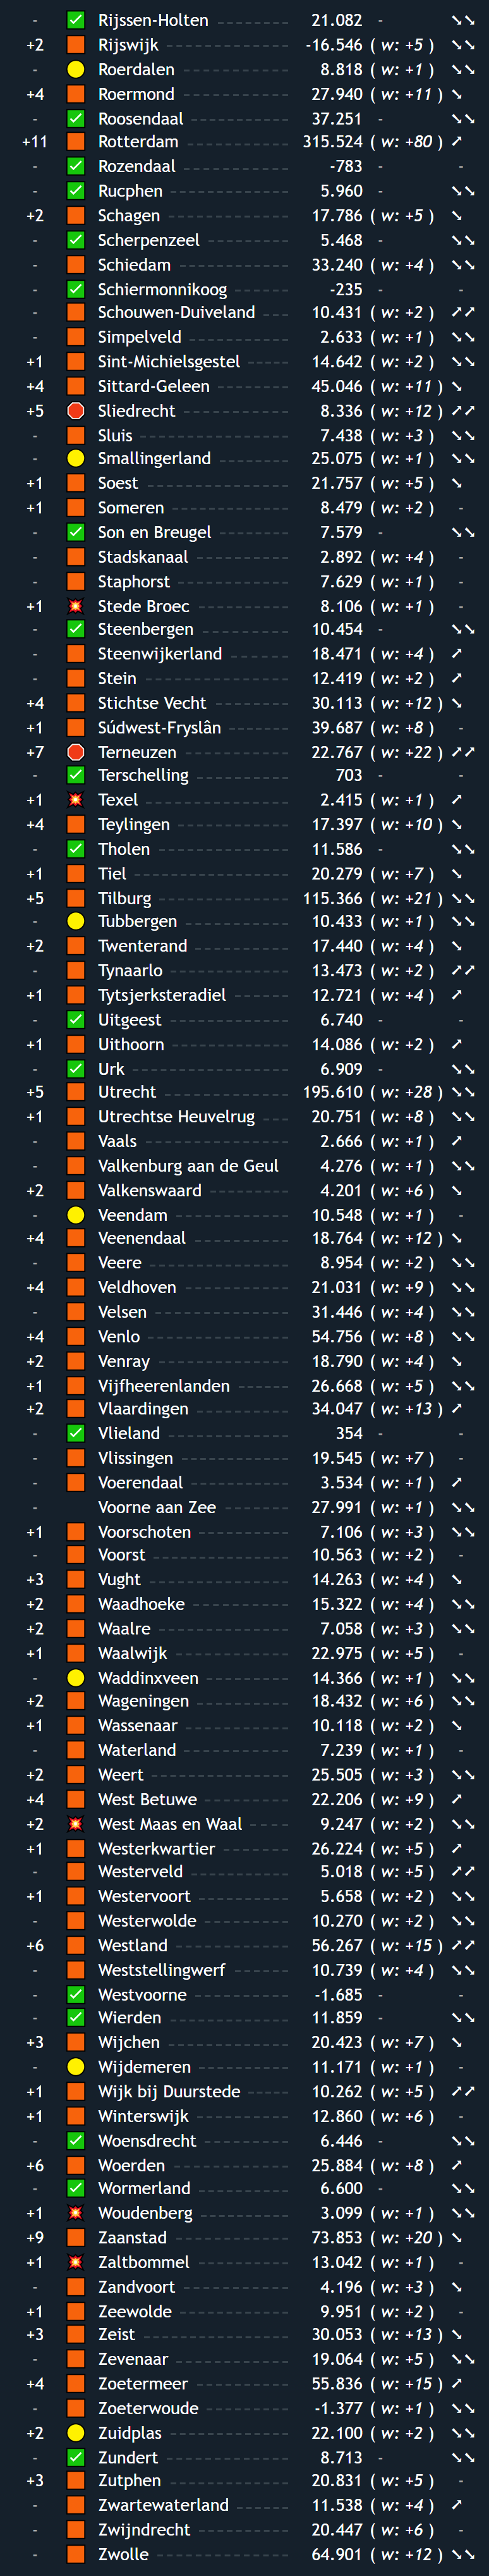 - ✅ Rijssen-Holten 21.082 - ➘➘
+2 🟧 Rijswijk -16.546 ( w: +5 ) ➘➘
- 🟡 Roerdalen 8.818 ( w: +1 ) ➘➘
+4 🟧 Roermond 27.940 ( w: +11 ) ➘
- ✅ Roosendaal 37.251 - ➘➘
+11 🟧 Rotterdam 315.524 ( w: +80 ) ➚
- ✅ Rozendaal -783 - -
- ✅ Rucphen 5.960 - ➘➘
+2 🟧 Schagen 17.786 ( w: +5 ) ➘
- ✅ Scherpenzeel 5.468 - ➘➘
- 🟧 Schiedam 33.240 ( w: +4 ) ➘➘
- ✅ Schiermonnikoog -235 - -
- 🟧 Schouwen-Duiveland 10.431 ( w: +2 ) ➚➚
- 🟧 Simpelveld 2.633 ( w: +1 ) ➘➘
+1 🟧 Sint-Michielsgestel 14.642 ( w: +2 ) ➘➘
+4 🟧 Sittard-Geleen 45.046 ( w: +11 ) ➘
+5 🛑 Sliedrecht 8.336 ( w: +12 ) ➚➚
- 🟧 Sluis 7.438 ( w: +3 ) ➘➘
- 🟡 Smallingerland 25.075 ( w: +1 ) ➘➘
+1 🟧 Soest 21.757 ( w: +5 ) ➘
+1 🟧 Someren 8.479 ( w: +2 ) -
- ✅ Son en Breugel 7.579 - ➘➘
- 🟧 Stadskanaal 2.892 ( w: +4 ) -
- 🟧 Staphorst 7.629 ( w: +1 ) -
+1 💥 Stede Broec 8.106 ( w: +1 ) -
- ✅ Steenbergen 10.454 - ➘➘
- 🟧 Steenwijkerland 18.471 ( w: +4 ) ➚
- 🟧 Stein 12.419 ( w: +2 ) ➚
+4 🟧 Stichtse Vecht 30.113 ( w: +12 ) ➘
+1 🟧 Súdwest-Fryslân 39.687 ( w: +8 ) -
+7 🛑 Terneuzen 22.767 ( w: +22 ) ➚➚
- ✅ Terschelling 703 - -
+1 💥 Texel 2.415 ( w: +1 ) ➚
+4 🟧 Teylingen 17.397 ( w: +10 ) ➘
- ✅ Tholen 11.586 - ➘➘
+1 🟧 Tiel 20.279 ( w: +7 ) ➘
+5 🟧 Tilburg 115.366 ( w: +21 ) ➘➘
- 🟡 Tubbergen 10.433 ( w: +1 ) ➘➘
+2 🟧 Twenterand 17.440 ( w: +4 ) ➘
- 🟧 Tynaarlo 13.473 ( w: +2 ) ➚➚
+1 🟧 Tytsjerksteradiel 12.721 ( w: +4 ) ➚
- ✅ Uitgeest 6.740 - -
+1 🟧 Uithoorn 14.086 ( w: +2 ) ➚
- ✅ Urk 6.909 - ➘➘
+5 🟧 Utrecht 195.610 ( w: +28 ) ➘➘
+1 🟧 Utrechtse Heuvelrug 20.751 ( w: +8 ) ➘➘
- 🟧 Vaals 2.666 ( w: +1 ) ➚
- 🟧 Valkenburg aan de Geul 4.276 ( w: +1 ) ➘➘
+2 🟧 Valkenswaard 4.201 ( w: +6 ) ➘
- 🟡 Veendam 10.548 ( w: +1 ) -
+4 🟧 Veenendaal 18.764 ( w: +12 ) ➘
- 🟧 Veere 8.954 ( w: +2 ) ➘➘
+4 🟧 Veldhoven 21.031 ( w: +9 ) ➘➘
- 🟧 Velsen 31.446 ( w: +4 ) ➘➘
+4 🟧 Venlo 54.756 ( w: +8 ) ➘➘
+2 🟧 Venray 18.790 ( w: +4 ) ➘
+1 🟧 Vijfheerenlanden 26.668 ( w: +5 ) ➘➘
+2 🟧 Vlaardingen 34.047 ( w: +13 ) ➚
- ✅ Vlieland 354 - -
- 🟧 Vlissingen 19.545 ( w: +7 ) -
- 🟧 Voerendaal 3.534 ( w: +1 ) ➚
- Voorne aan Zee 27.991 ( w: +1 ) ➘➘
+1 🟧 Voorschoten 7.106 ( w: +3 ) ➘➘
- 🟧 Voorst 10.563 ( w: +2 ) -
+3 🟧 Vught 14.263 ( w: +4 ) ➘
+2 🟧 Waadhoeke 15.322 ( w: +4 ) ➘➘
+2 🟧 Waalre 7.058 ( w: +3 ) ➘➘
+1 🟧 Waalwijk 22.975 ( w: +5 ) -
- 🟡 Waddinxveen 14.366 ( w: +1 ) ➘➘
+2 🟧 Wageningen 18.432 ( w: +6 ) ➘➘
+1 🟧 Wassenaar 10.118 ( w: +2 ) ➘
- 🟧 Waterland 7.239 ( w: +1 ) -
+2 🟧 Weert 25.505 ( w: +3 ) ➘➘
+4 🟧 West Betuwe 22.206 ( w: +9 ) ➚
+2 💥 West Maas en Waal 9.247 ( w: +2 ) ➘➘
+1 🟧 Westerkwartier 26.224 ( w: +5 ) ➚
- 🟧 Westerveld 5.018 ( w: +5 ) ➚➚
+1 🟧 Westervoort 5.658 ( w: +2 ) ➘➘
- 🟧 Westerwolde 10.270 ( w: +2 ) ➘➘
+6 🟧 Westland 56.267 ( w: +15 ) ➚➚
- 🟧 Weststellingwerf 10.739 ( w: +4 ) ➘➘
- ✅ Westvoorne -1.685 - -
- ✅ Wierden 11.859 - ➘➘
+3 🟧 Wijchen 20.423 ( w: +7 ) ➘
- 🟡 Wijdemeren 11.171 ( w: +1 ) -
+1 🟧 Wijk bij Duurstede 10.262 ( w: +5 ) ➚➚
+1 🟧 Winterswijk 12.860 ( w: +6 ) -
- ✅ Woensdrecht 6.446 - ➘➘
+6 🟧 Woerden 25.884 ( w: +8 ) ➚
- ✅ Wormerland 6.600 - ➘➘
+1 💥 Woudenberg 3.099 ( w: +1 ) ➘➘
+9 🟧 Zaanstad 73.853 ( w: +20 ) ➘
+1 💥 Zaltbommel 13.042 ( w: +1 ) -
- 🟧 Zandvoort 4.196 ( w: +3 ) ➘
+1 🟧 Zeewolde 9.951 ( w: +2 ) -
+3 🟧 Zeist 30.053 ( w: +13 ) ➘
- 🟧 Zevenaar 19.064 ( w: +5 ) ➘➘
+4 🟧 Zoetermeer 55.836 ( w: +15 ) ➚
- 🟧 Zoeterwoude -1.377 ( w: +1 ) ➘➘
+2 🟡 Zuidplas 22.100 ( w: +2 ) ➘➘
- ✅ Zundert 8.713 - ➘➘
+3 🟧 Zutphen 20.831 ( w: +5 ) -
- 🟧 Zwartewaterland 11.538 ( w: +4 ) ➚
- 🟧 Zwijndrecht 20.447 ( w: +6 ) -
- 🟧 Zwolle 64.901 ( w: +12 ) ➘➘